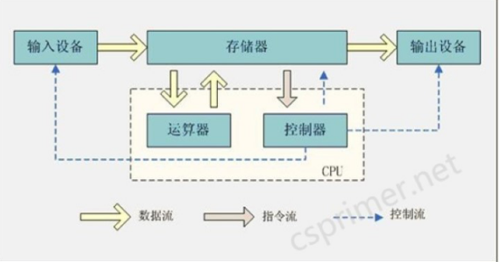 输入设备
存储器
输出设备
运算器
控制器
CPU
数据流
指令流
控制流
csprimer.net